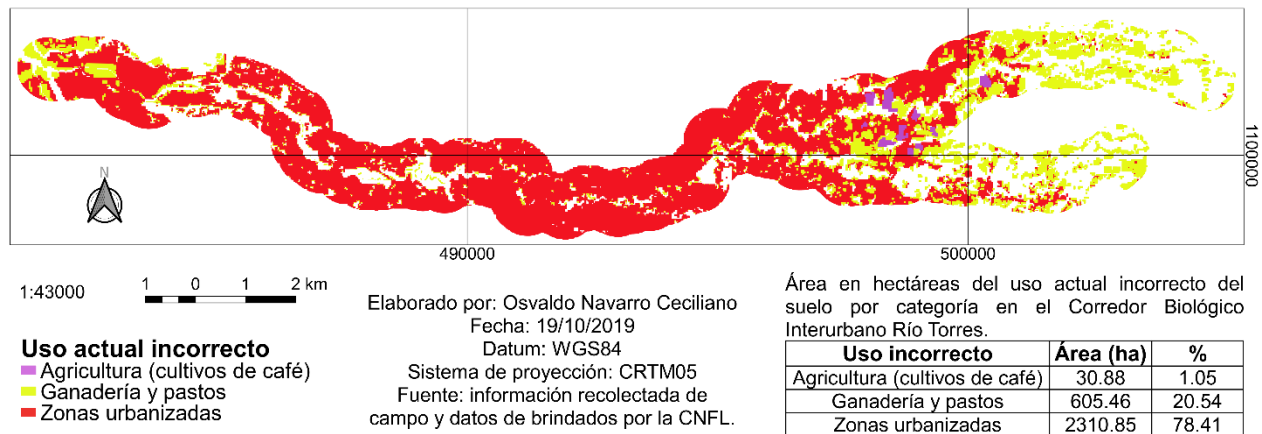 N
1100000
490000
500000
1:43000
1 0 1 2 km
Uso actual incorrecto
Agricultura (cultivos de café)
Ganadería y pastos
Zonas urbanizadas
Elaborado por: Osvaldo Navarro Ceciliano
Fecha: 19/10/2019
Datum: WGS84
Sistema de proyección: CRTM05
Fuente: información recolectada de
campo y datos de brindados por la CNFL.
Área en hectáreas del uso actual incorrecto del
suelo por categoría en el Corredor Biológico
Interurbano Río Torres.
Uso incorrecto Área (ha) %
Agricultura (cultivos de café) 30.88 1.05
Ganadería y pastos 605.46 20.54
Zonas urbanizadas 2310.85 78.41